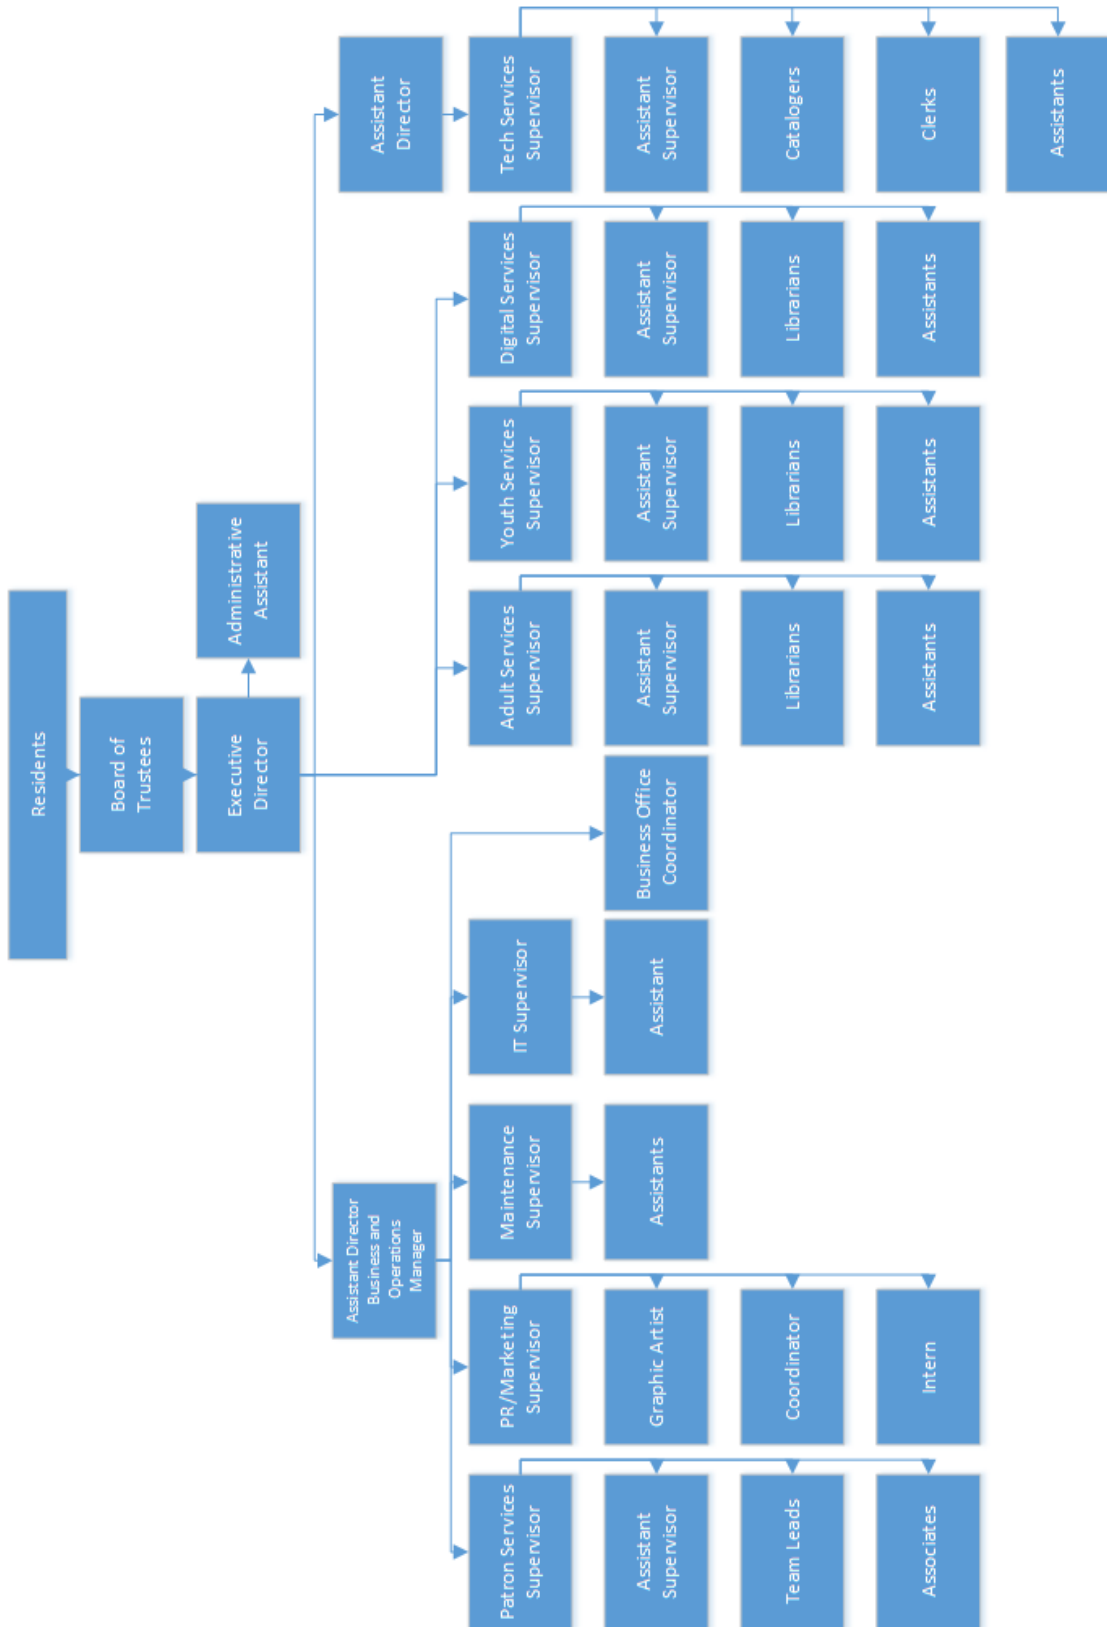 Residents
Board of
Trustees
Executive
Director
Administrative
Assistant
Assistant Director
Business and
Operations
Manager
Assistant
Director
Patron Services
Supervisor
PR/Marketing
Supervisor
Maintenance
Supervisor
IT Supervisor
Adult Services
Supervisor
Youth Services
Supervisor
Digital Services
Supervisor
Tech Services
Supervisor
Assistant
Supervisor
Graphic Artist
Assistants
Assistant
Business Office
Coordinator
Assistant
Supervisor
Assistant
Supervisor
Assistant
Supervisor
Assistant
Supervisor
Team Leads
Coordinator
Librarians
Librarians
Librarians
Catalogers
Associates
Intern
Assistants
Assistants
Assistants
Clerks
Assistants